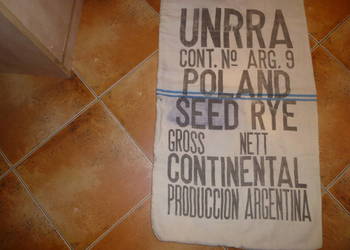 UNRRA
CONT. Nº ARG. 9
POLAND
SEED RYE
GROSS NETT
CONTINENTAL
PRODUCCION ARGENTINA